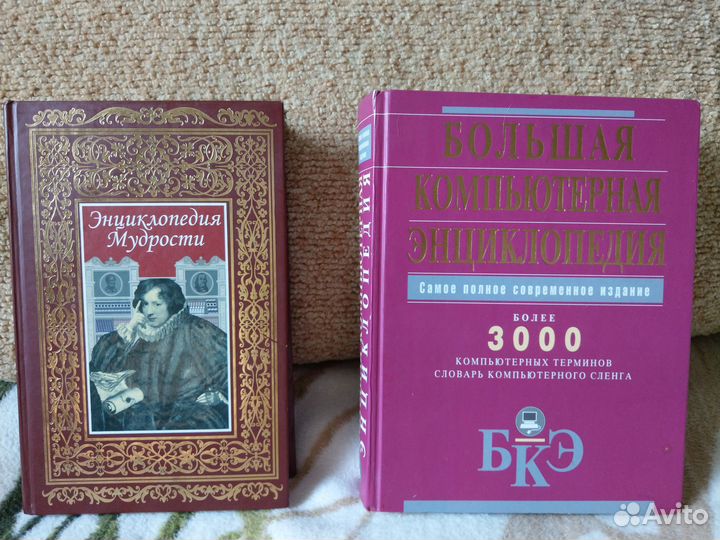 Энциклопедия
Мудрости
БОЛЬШАЯ
КОМПЬЮТЕРНАЯ
ЭНЦИКЛОПЕДИЯ
Самое полное современное издание
БОЛЕЕ
3000
КОМПЬЮТЕРНЫХ ТЕРМИНОВ
СЛОВАРЬ КОМПЬЮТЕРНОГО СЛЕНГА
БКЭ
ЭНЦИКЛОПЕДИЯ
Avito